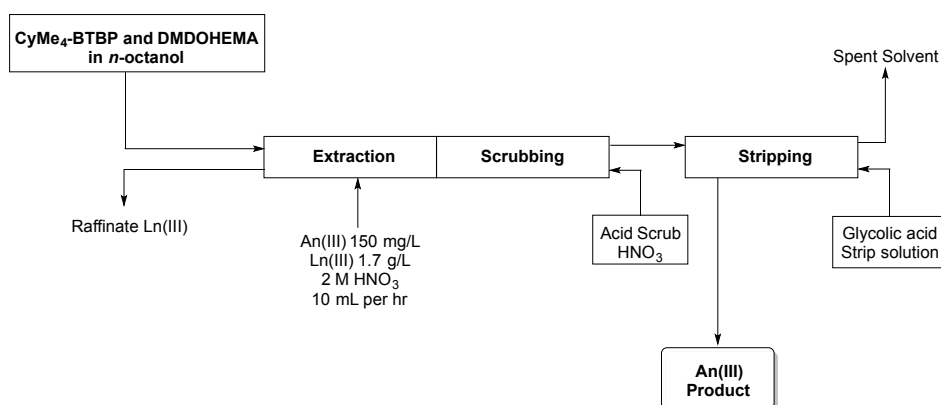 CyMe₄-BTBP and DMDOHEMA
in n-octanol
Spent Solvent
Extraction
Scrubbing
Stripping
Raffinate Ln(III)
An(III) 150 mg/L
Ln(III) 1.7 g/L
2 M HNO₃
10 mL per hr
Acid Scrub
HNO₃
Glycolic acid
Strip solution
An(III)
Product